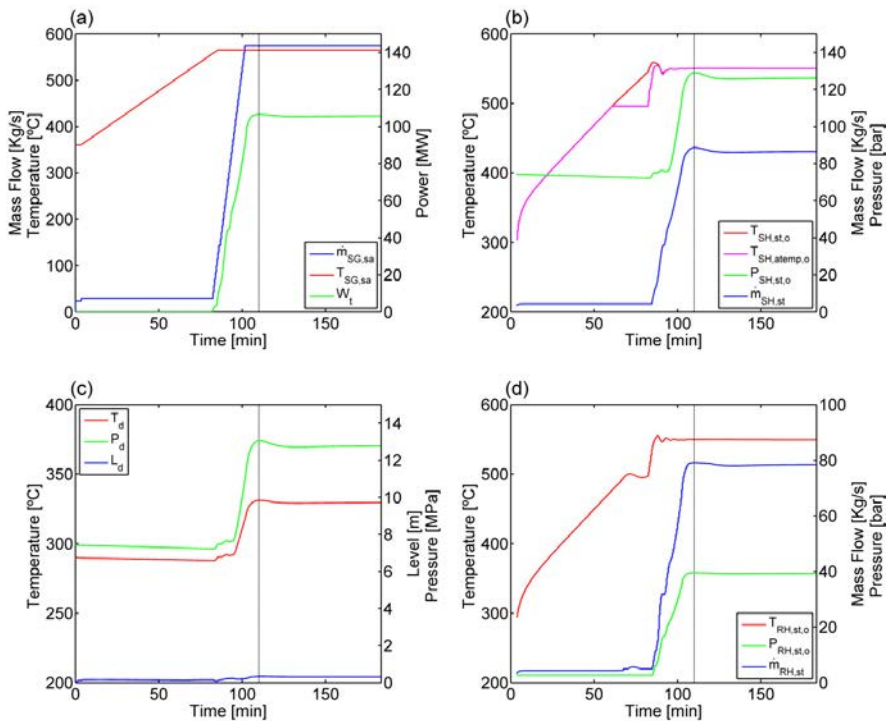 (a)
600
500
400
300
200
100
0
Mass Flow [Kg/s]
Temperature [ºC]
140
120
100
80
60
40
20
0
Power [MW]
ṁSG,sa
TSG,sa
Wt
0 50 100 150
Time [min]
(b)
600
500
400
300
200
Temperature [ºC]
140
120
100
80
60
40
20
0
Mass Flow [Kg/s]
Pressure [bar]
TSH,st,o
TSH,atemp,o
PSH,st,o
ṁSH,st
0 50 100 150
Time [min]
(c)
Td
Pd
Ld
400
350
300
250
200
Temperature [ºC]
14
12
10
8
6
4
2
0
Level [m]
Pressure [MPa]
0 50 100 150
Time [min]
(d)
600
500
400
300
200
Temperature [ºC]
100
80
60
40
20
0
Mass Flow [Kg/s]
Pressure [bar]
TRH,st,o
PRH,st,o
ṁRH,st
0 50 100 150
Time [min]